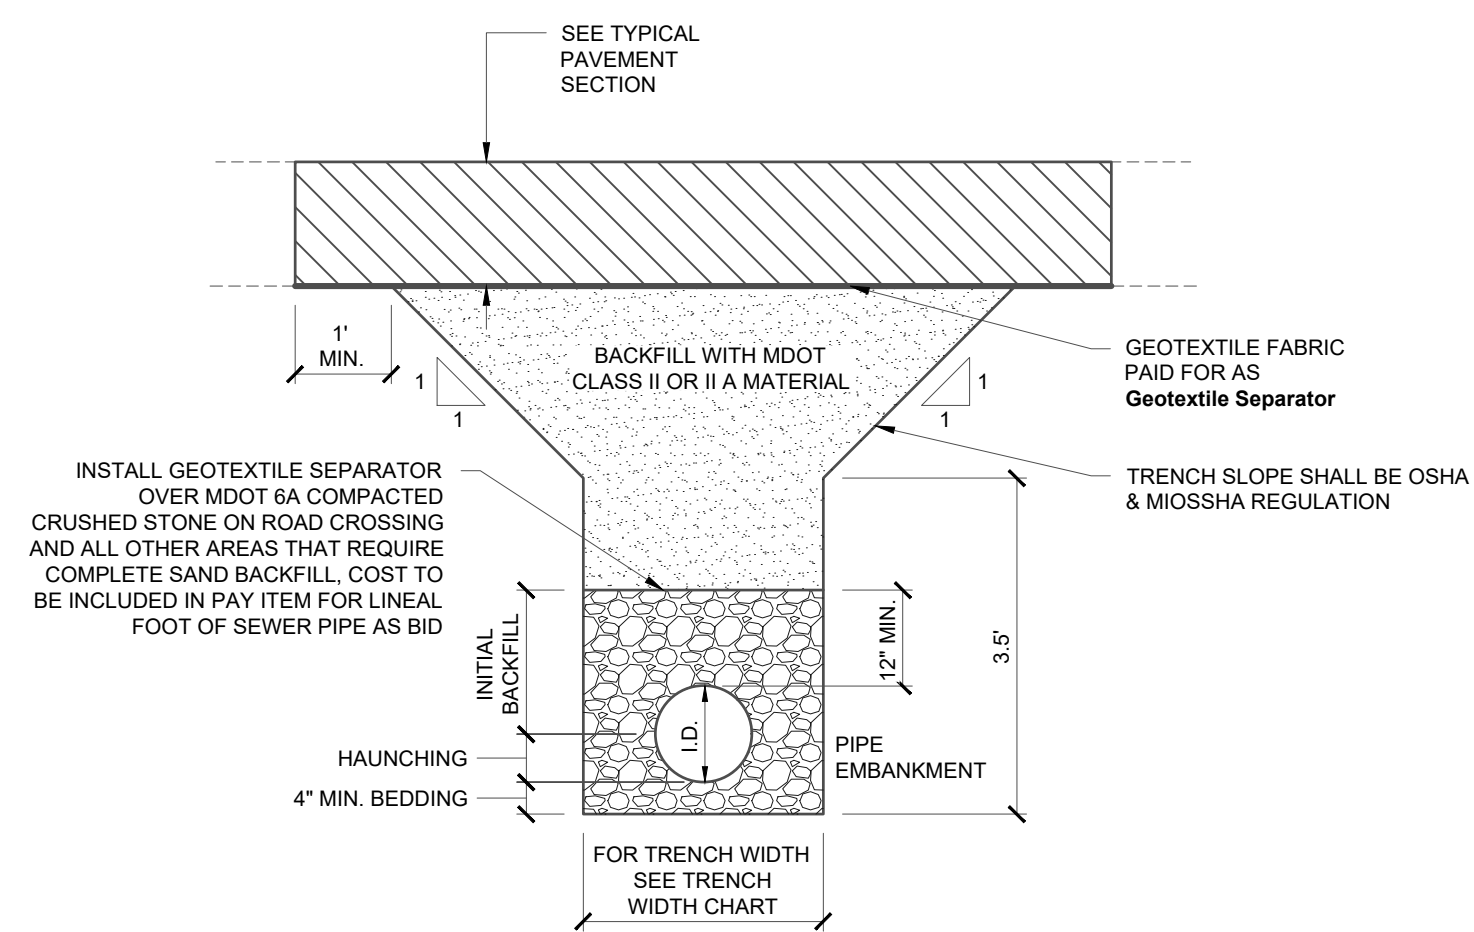 SEE TYPICAL
PAVEMENT
SECTION
1'
MIN.
1
1
BACKFILL WITH MDOT
CLASS II OR II A MATERIAL
1
1
GEOTEXTILE FABRIC
PAID FOR AS
Geotextile Separator
TRENCH SLOPE SHALL BE OSHA
& MIOSSHA REGULATION
INSTALL GEOTEXTILE SEPARATOR
OVER MDOT 6A COMPACTED
CRUSHED STONE ON ROAD CROSSING
AND ALL OTHER AREAS THAT REQUIRE
COMPLETE SAND BACKFILL, COST TO
BE INCLUDED IN PAY ITEM FOR LINEAL
FOOT OF SEWER PIPE AS BID
INITIAL
BACKFILL
12" MIN.
3.5'
I.D.
HAUNCHING
4" MIN. BEDDING
PIPE
EMBANKMENT
FOR TRENCH WIDTH
SEE TRENCH
WIDTH CHART